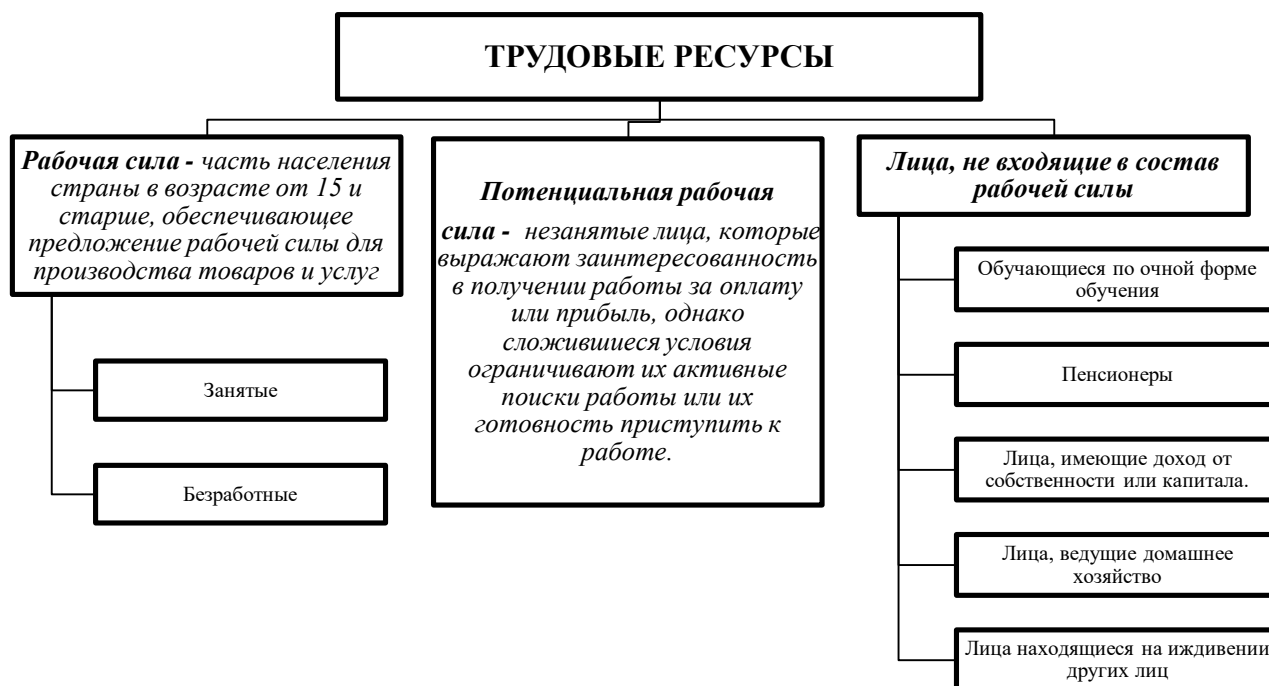 ТРУДОВЫЕ РЕСУРСЫ
Рабочая сила - часть населения
страны в возрасте от 15 и
старше, обеспечивающее
предложение рабочей силы для
производства товаров и услуг
Занятые
Безработные
Потенциальная рабочая
сила - незанятые лица, которые
выражают заинтересованность
в получении работы за оплату
или прибыль, однако
сложившиеся условия
ограничивают их активные
поиски работы или их
готовность приступить к
работе.
Лица, не входящие в состав
рабочей силы
Обучающиеся по очной форме
обучения
Пенсионеры
Лица, имеющие доход от
собственности или капитала.
Лица, ведущие домашнее
хозяйство
Лица находящиеся на иждивении
других лиц